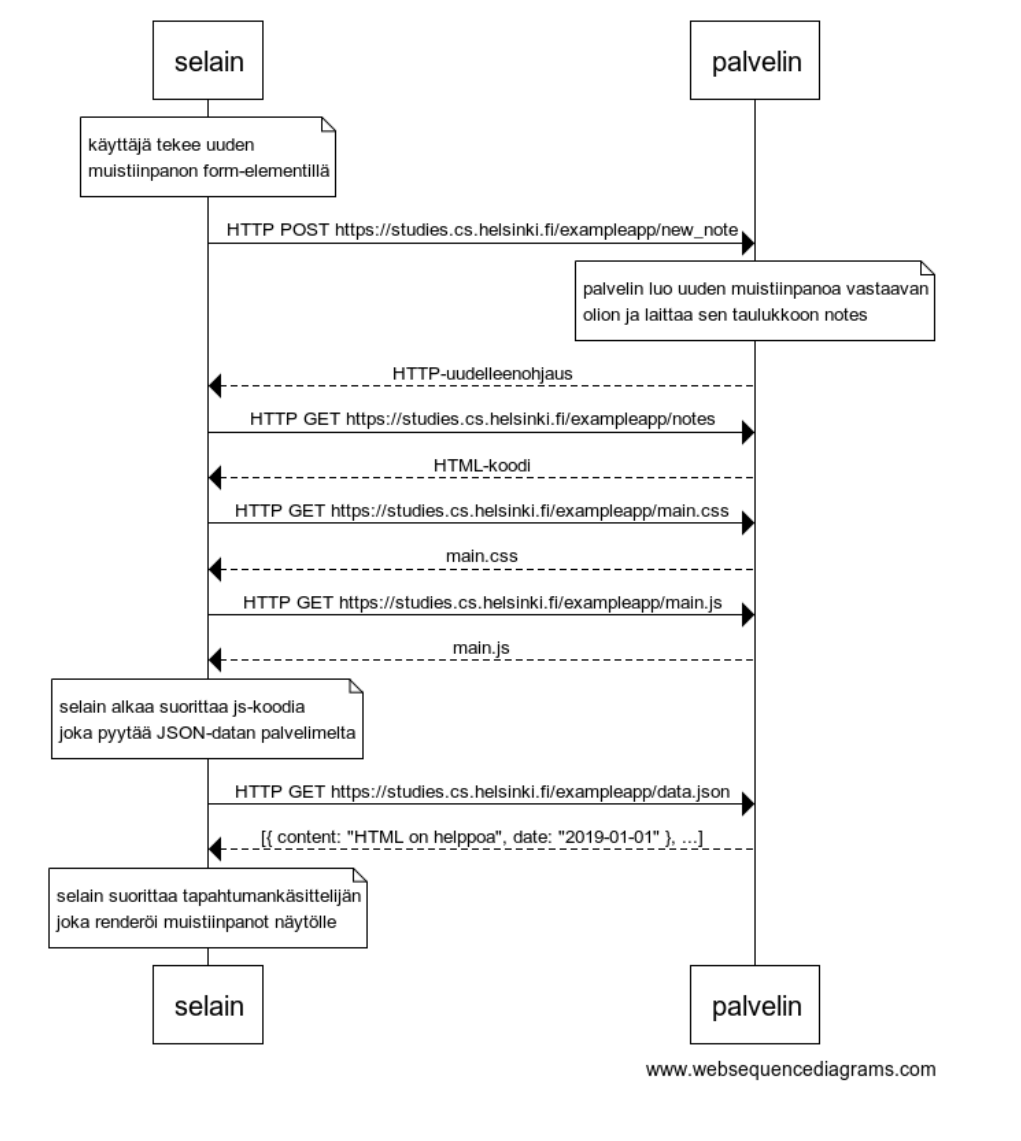 selain
palvelin
käyttäjä tekee uuden
muistiinpanon form-elementillä
HTTP POST https://studies.cs.helsinki.fi/exampleapp/new_note
palvelin luo uuden muistiinpanoa vastaavan
olion ja laittaa sen taulukkoon notes
HTTP-uudelleenohjaus
HTTP GET https://studies.cs.helsinki.fi/exampleapp/notes
HTML-koodi
HTTP GET https://studies.cs.helsinki.fi/exampleapp/main.css
main.css
HTTP GET https://studies.cs.helsinki.fi/exampleapp/main.js
main.js
selain alkaa suorittaa js-koodia
joka pyytää JSON-datan palvelimelta
HTTP GET https://studies.cs.helsinki.fi/exampleapp/data.json
[{ content: "HTML on helppoa", date: "2019-01-01" }, ...]
selain suorittaa tapahtumankäsittelijän
joka renderöi muistiinpanot näytölle
selain
palvelin
www.websequencediagrams.com